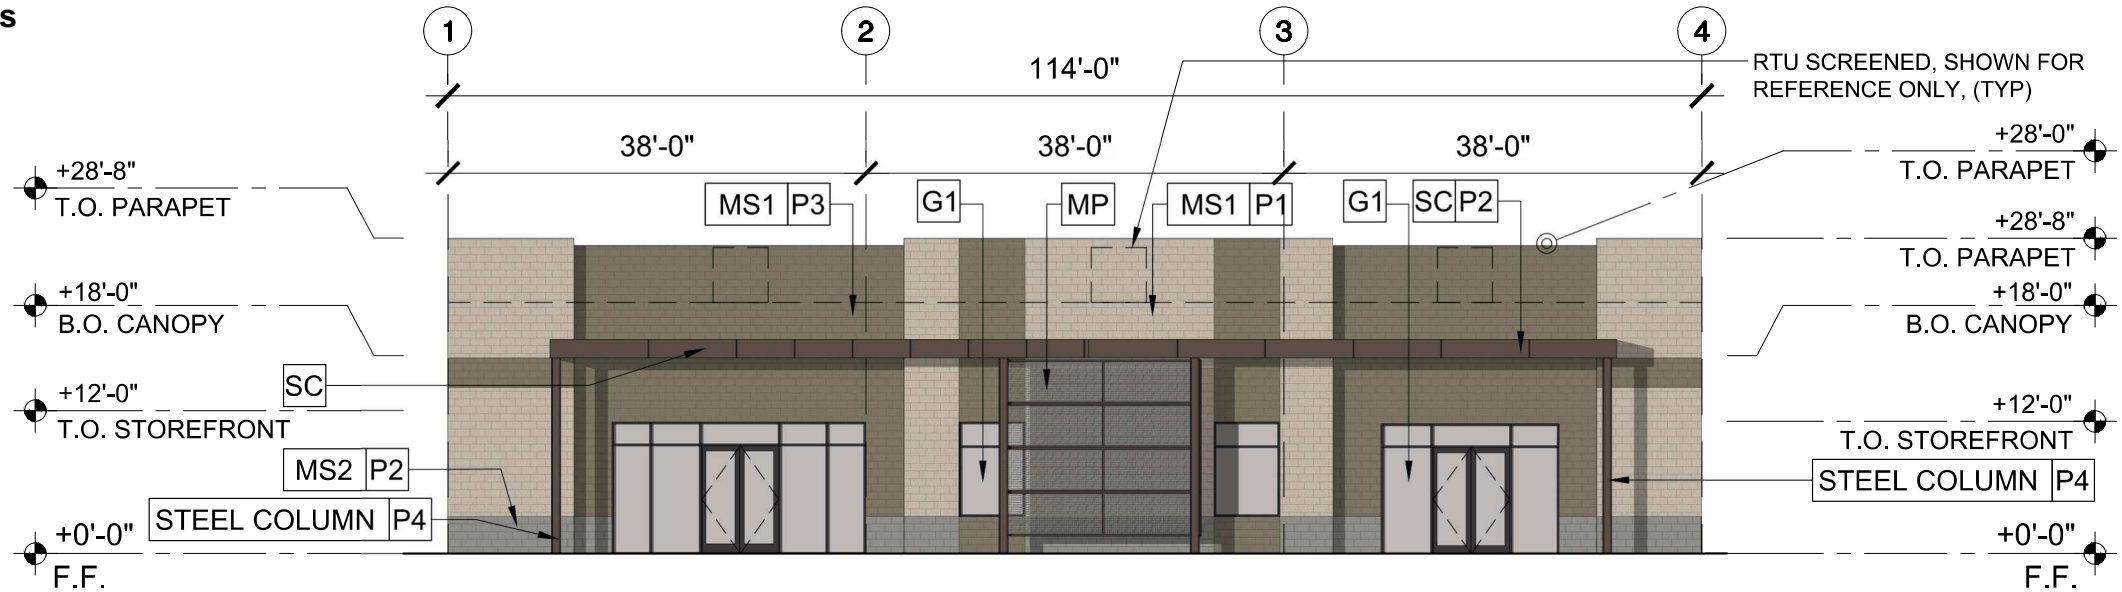 s
1
2
3
4
114'-0"
RTU SCREENED, SHOWN FOR
REFERENCE ONLY, (TYP)
38'-0"
38'-0"
38'-0"
+28'-8"
T.O. PARAPET
+28'-0"
T.O. PARAPET
MS1 P3
G1
MP
MS1 P1
G1
SC P2
+28'-8"
T.O. PARAPET
+18'-0"
B.O. CANOPY
+18'-0"
B.O. CANOPY
SC
+12'-0"
T.O. STOREFRONT
+12'-0"
T.O. STOREFRONT
MS2 P2
STEEL COLUMN P4
STEEL COLUMN P4
+0'-0"
F.F.
+0'-0"
F.F.